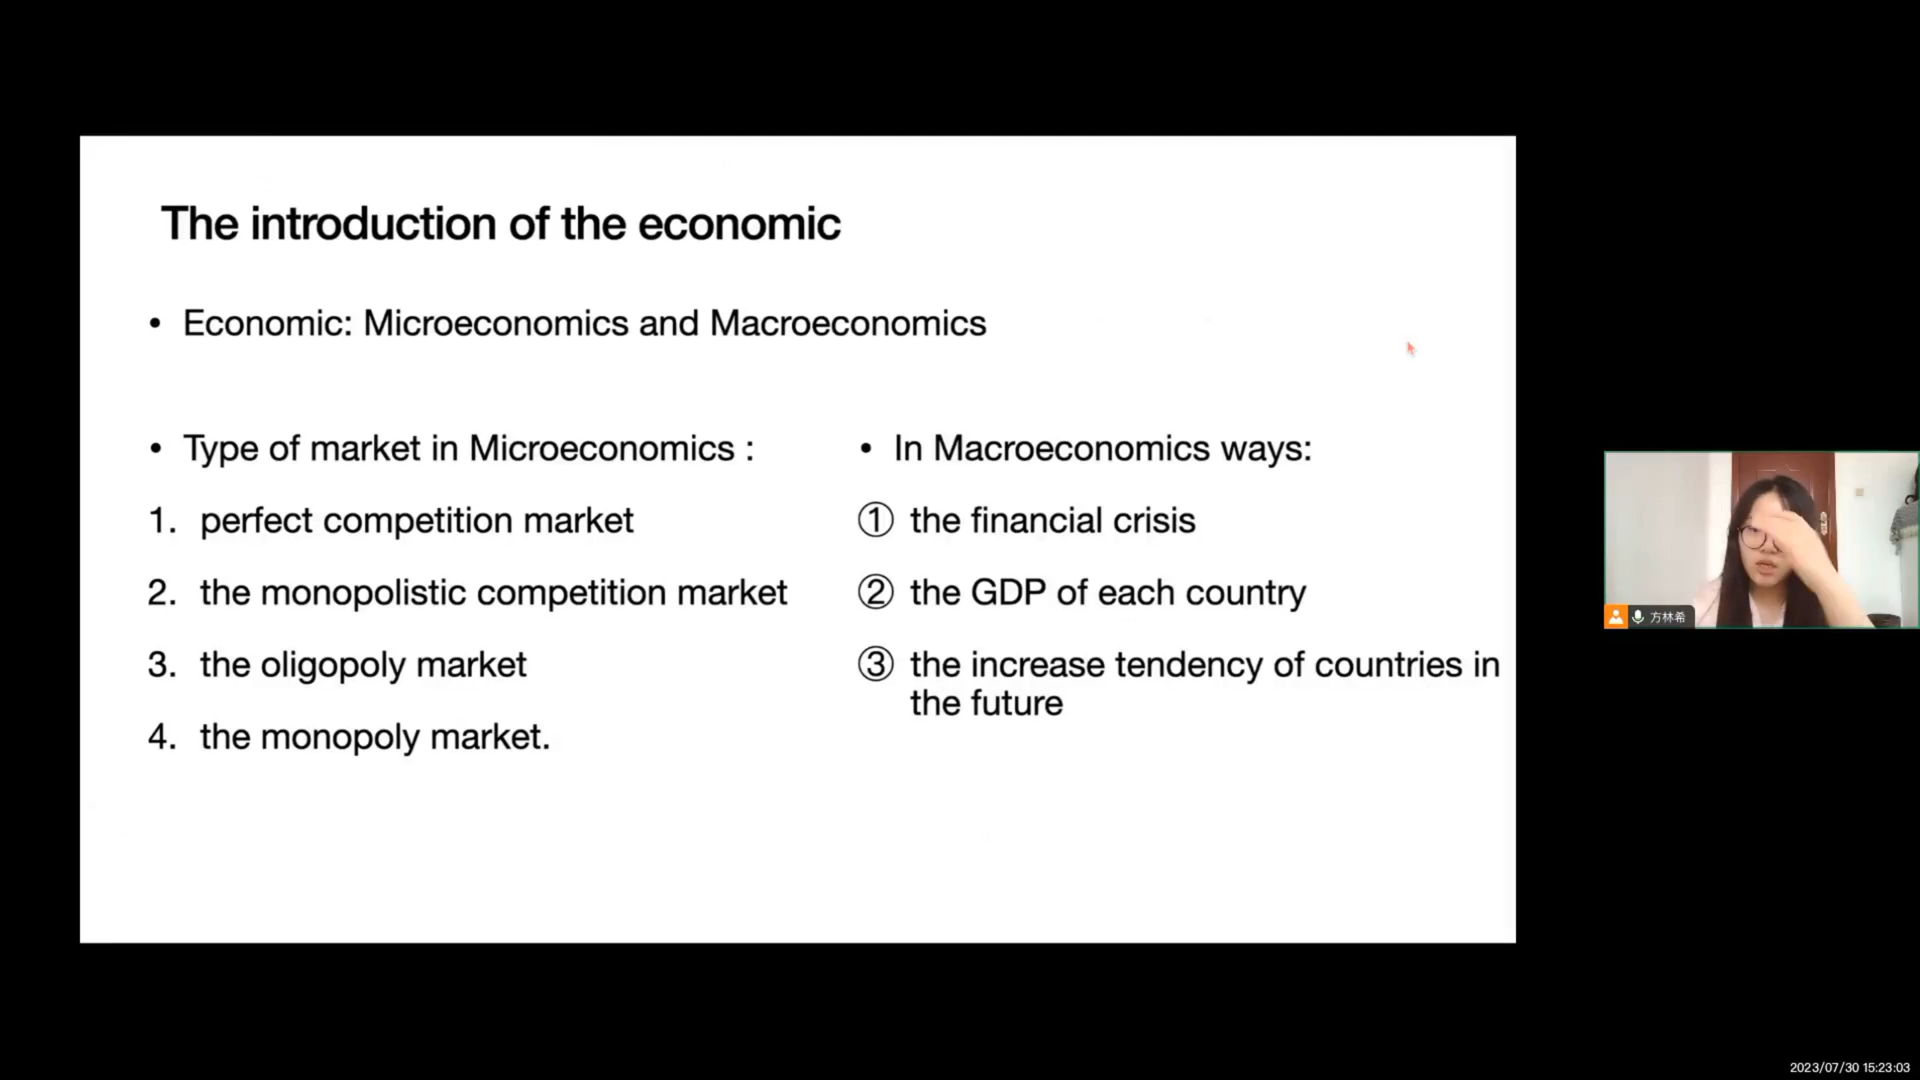 The introduction of the economic
• Economic: Microeconomics and Macroeconomics
• Type of market in Microeconomics :
1. perfect competition market
2. the monopolistic competition market
3. the oligopoly market
4. the monopoly market.
• In Macroeconomics ways:
① the financial crisis
② the GDP of each country
③ the increase tendency of countries in
the future
方林希
2023/07/30 15:23:03